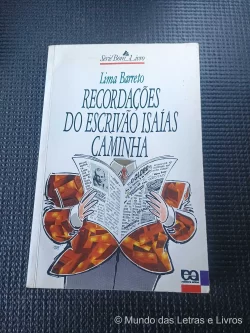 Série Bom Livro
Lima Barreto
RECORDAÇÕES
DO ESCRIVÃO ISAÍAS
CAMINHA
© Mundo das Letras e Livros